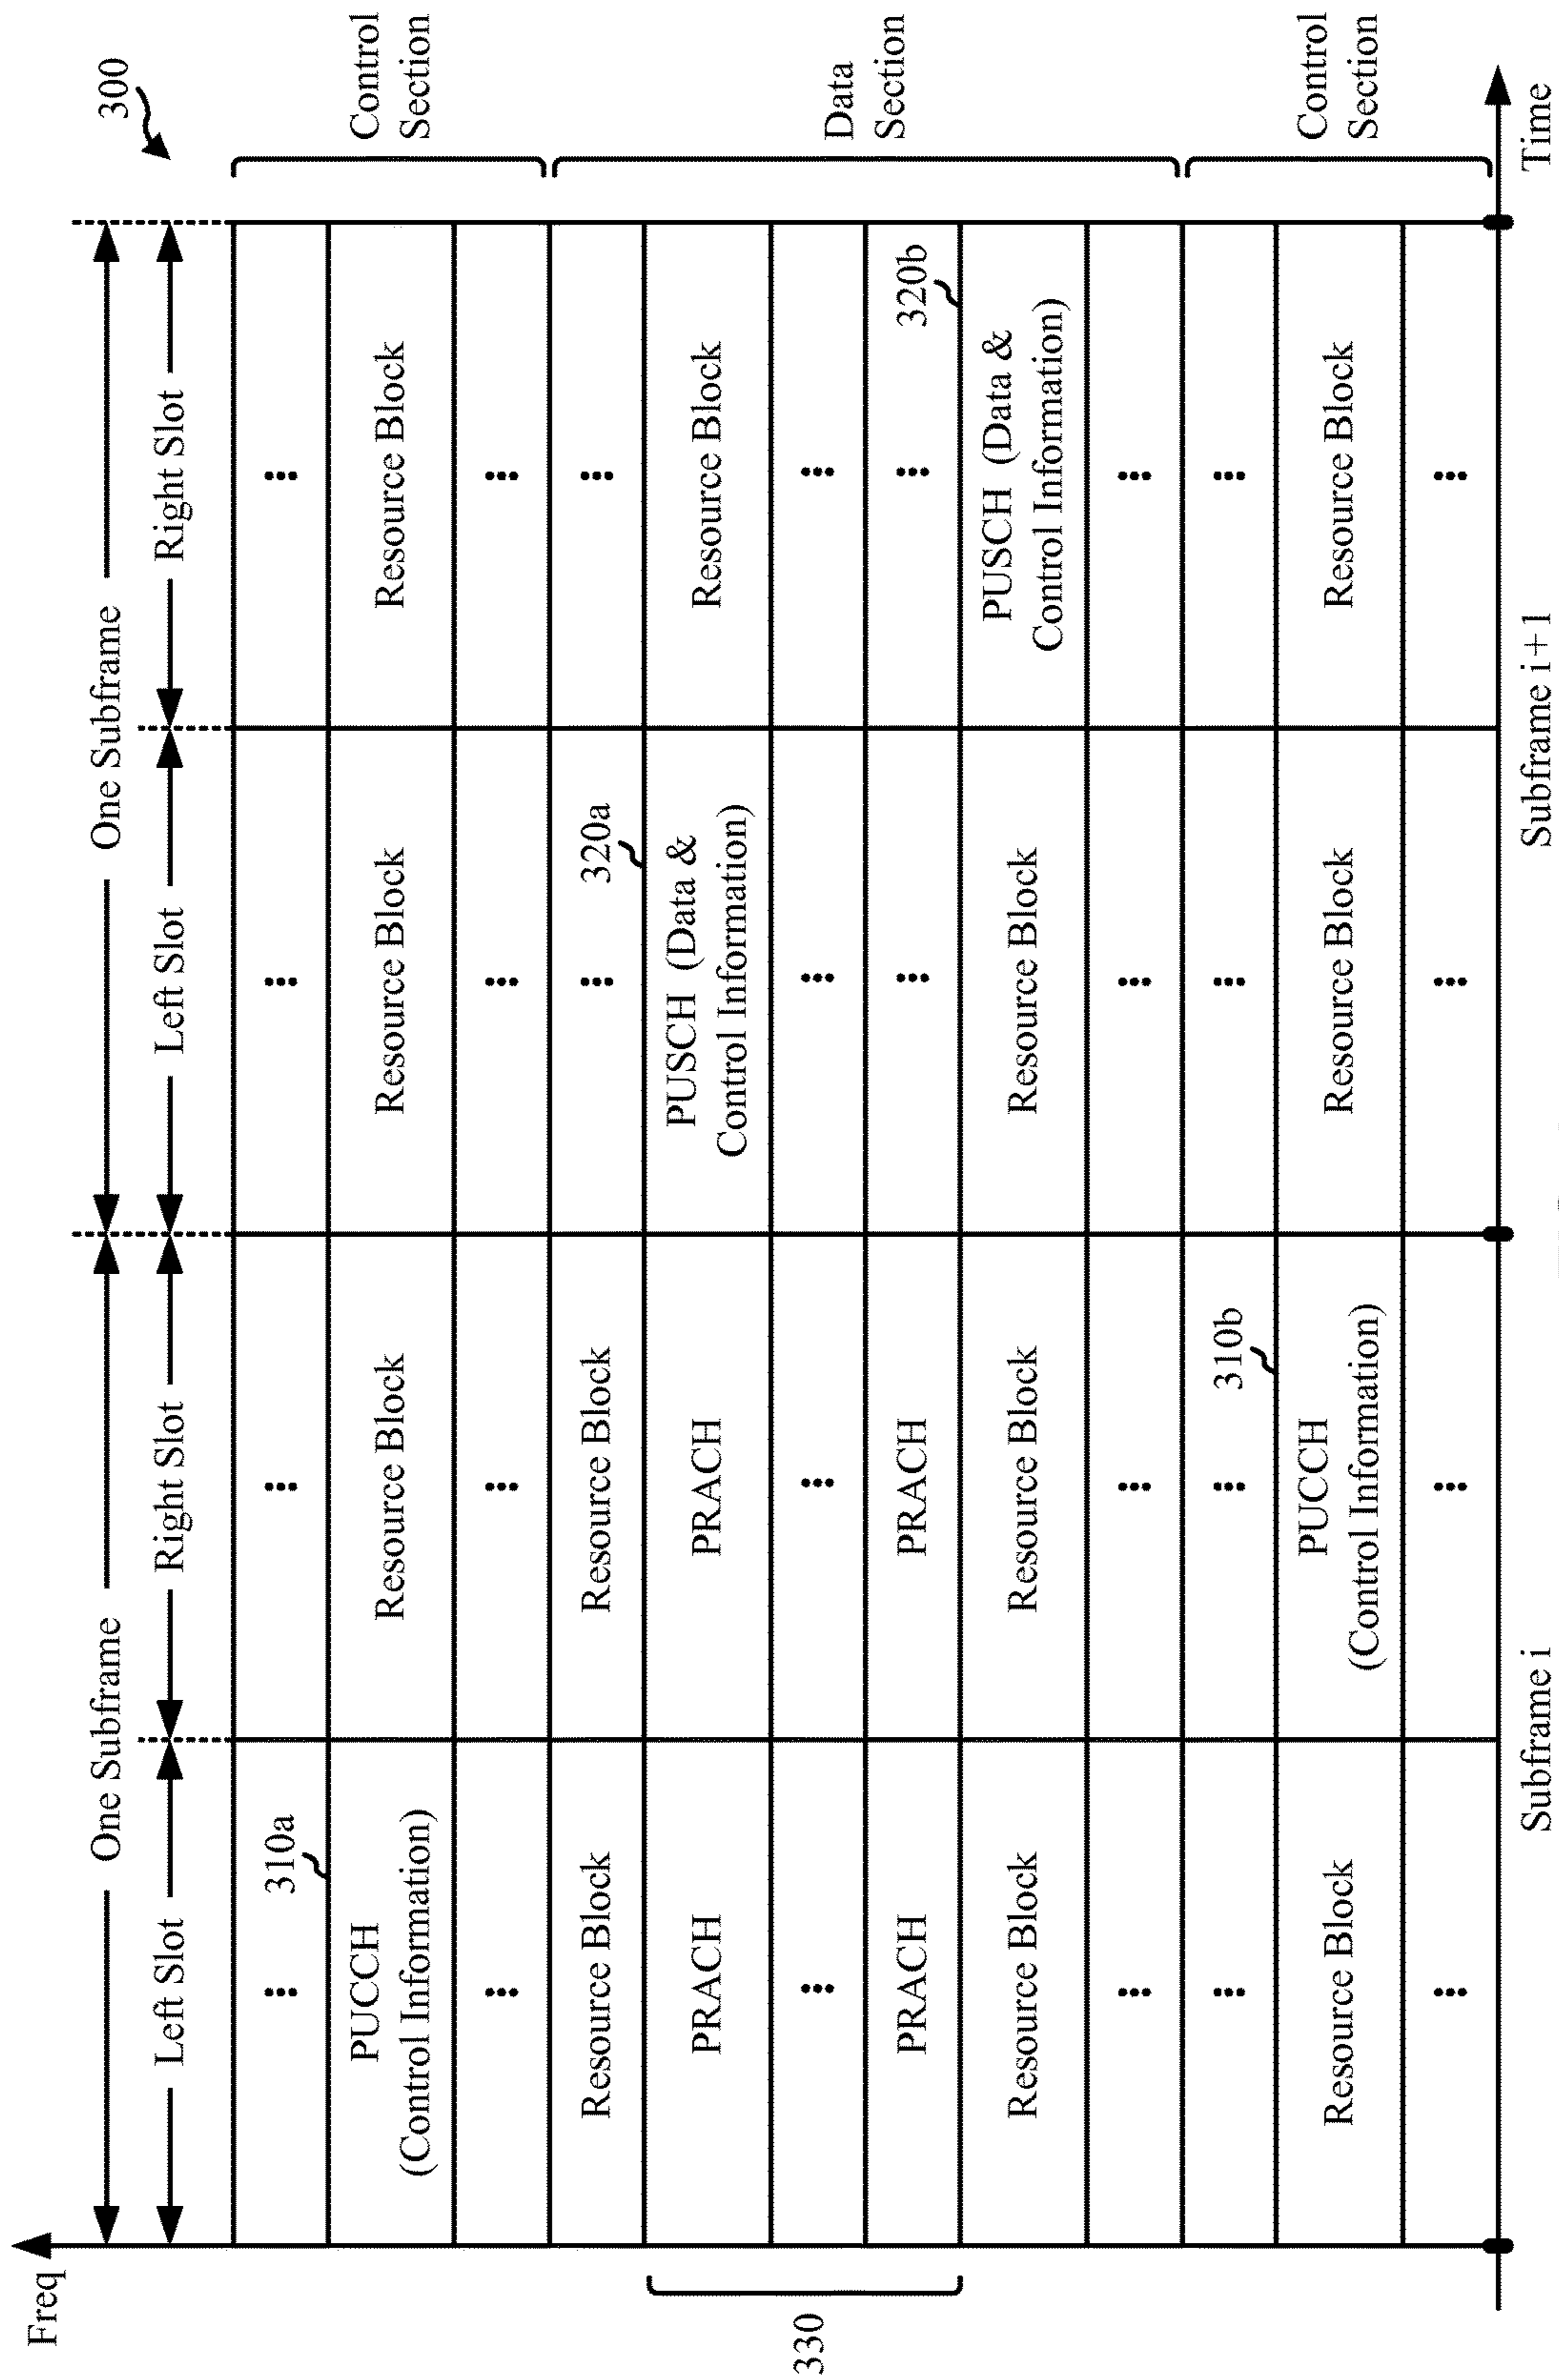 Freq
One Subframe
One Subframe
300
Left Slot
Right Slot
Left Slot
Right Slot
310a
...
...
...
...
PUCCH
(Control Information)
Resource Block
Resource Block
Resource Block
Control
Section
...
...
...
...
Resource Block
Resource Block
...
320a
...
PRACH
PRACH
PUSCH (Data &
Control Information)
Resource Block
330
...
...
...
...
Data
Section
PRACH
PRACH
...
...
320b
Resource Block
Resource Block
Resource Block
PUSCH (Data &
Control Information)
...
...
...
...
...
...
310b
...
...
Resource Block
PUCCH
(Control Information)
Resource Block
Resource Block
Control
Section
...
...
...
...
Subframe i
Subframe i+1
Time